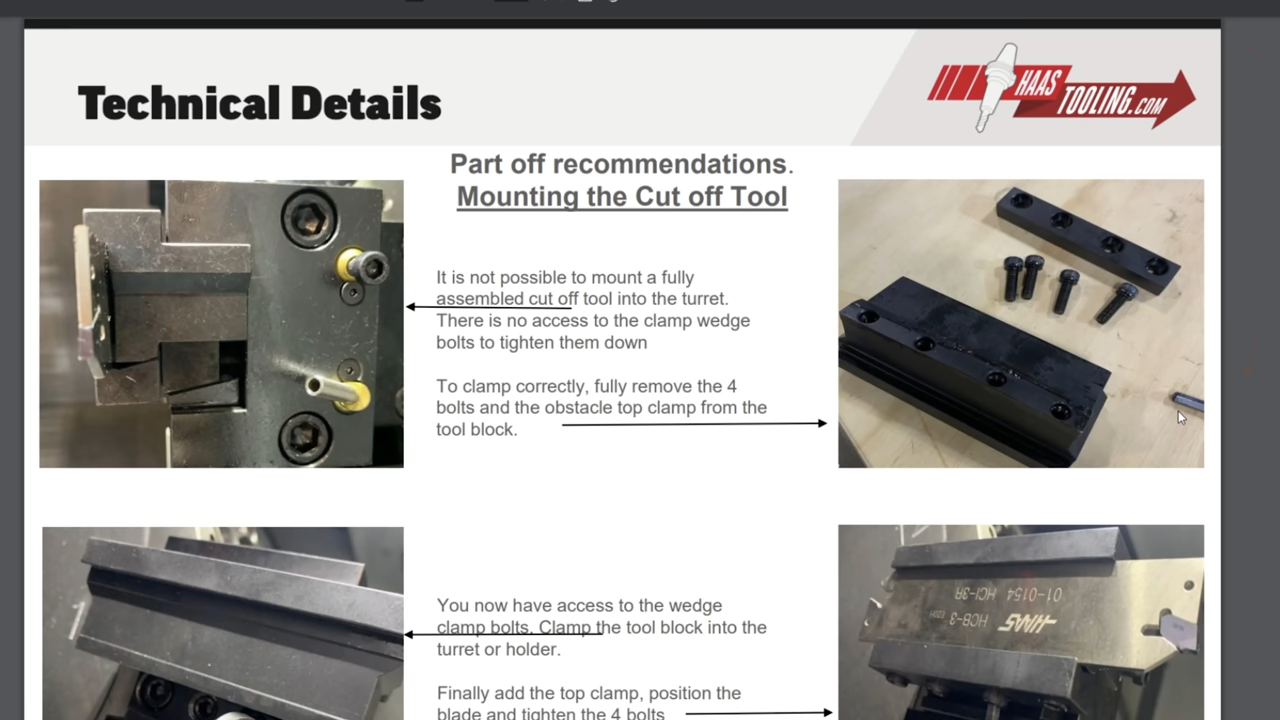 Technical Details
HAAS
TOOLING.COM
Part off recommendations.
Mounting the Cut off Tool
It is not possible to mount a fully
assembled cut off tool into the turret.
There is no access to the clamp wedge
bolts to tighten them down
To clamp correctly, fully remove the 4
bolts and the obstacle top clamp from the
tool block.
You now have access to the wedge
clamp bolts. Clamp the tool block into the
turret or holder.
Finally add the top clamp, position the
blade and tighten the 4 bolts
01-0154 HCI-3R
HAAS HCB-3